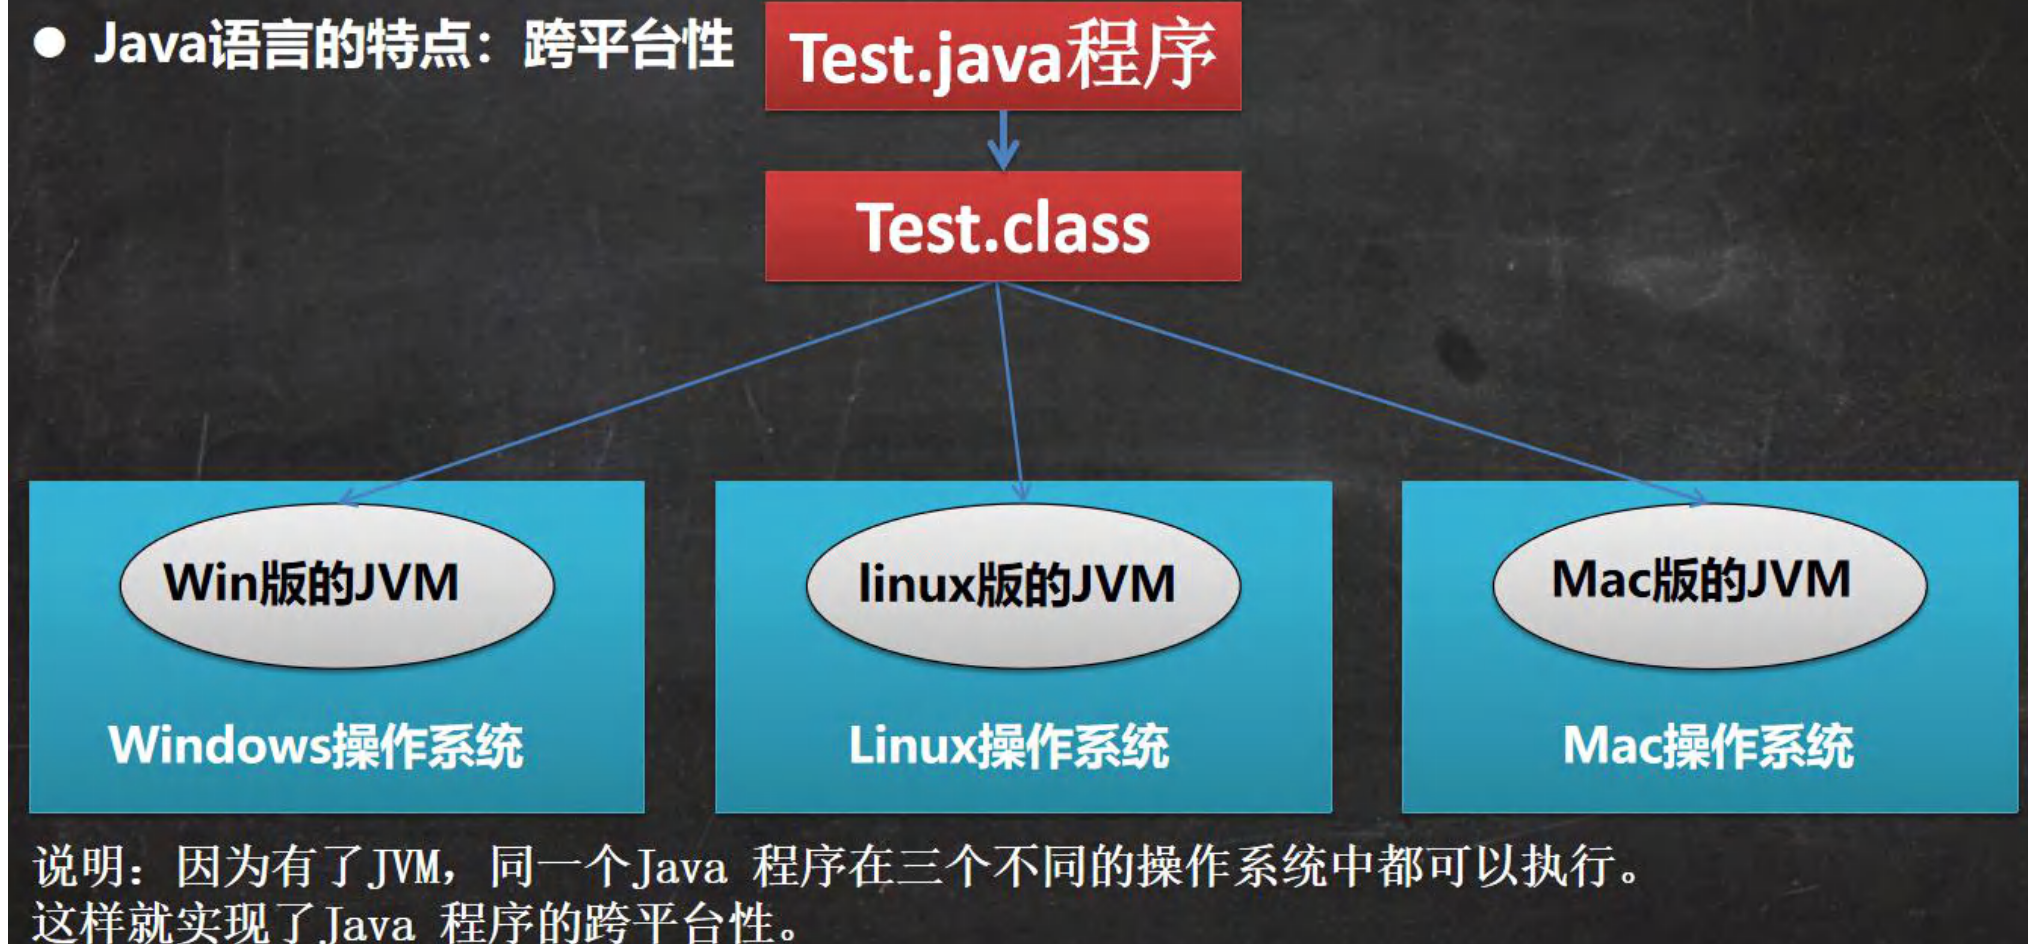 ● Java语言的特点：跨平台性
Test.java程序
Test.class
Win版的JVM
linux版的JVM
Mac版的JVM
Windows操作系统
Linux操作系统
Mac操作系统
说明：因为有了JVM，同一个Java 程序在三个不同的操作系统中都可以执行。
这样就实现了Java 程序的跨平台性。